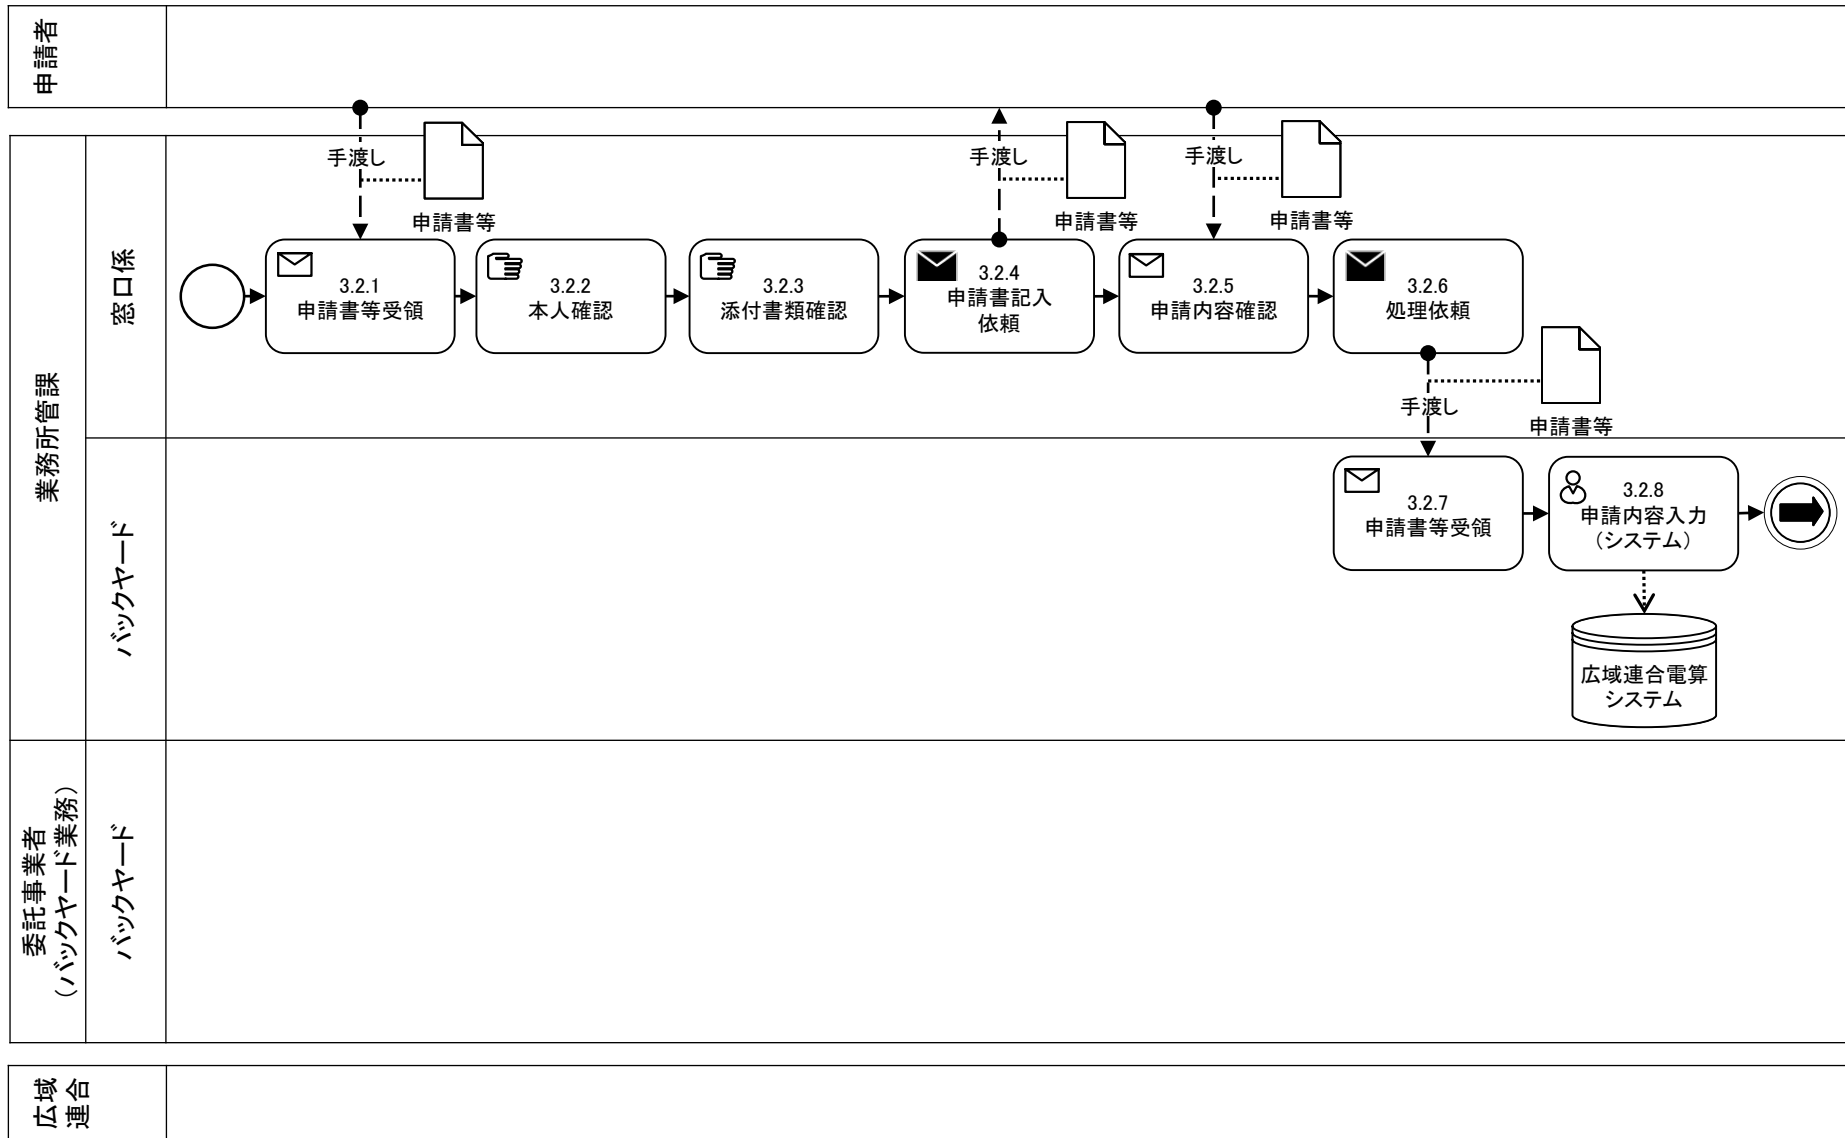 申請者
手渡し
申請書等
手渡し
申請書等
手渡し
申請書等
業務所管課
窓口係
3.2.1
申請書等受領
3.2.2
本人確認
3.2.3
添付書類確認
3.2.4
申請書記入
依頼
3.2.5
申請内容確認
3.2.6
処理依頼
手渡し
申請書等
バックヤード
3.2.7
申請書等受領
3.2.8
申請内容入力
（システム）
広域連合電算
システム
委託事業者
（バックヤード業務）
バックヤード
広域
連合